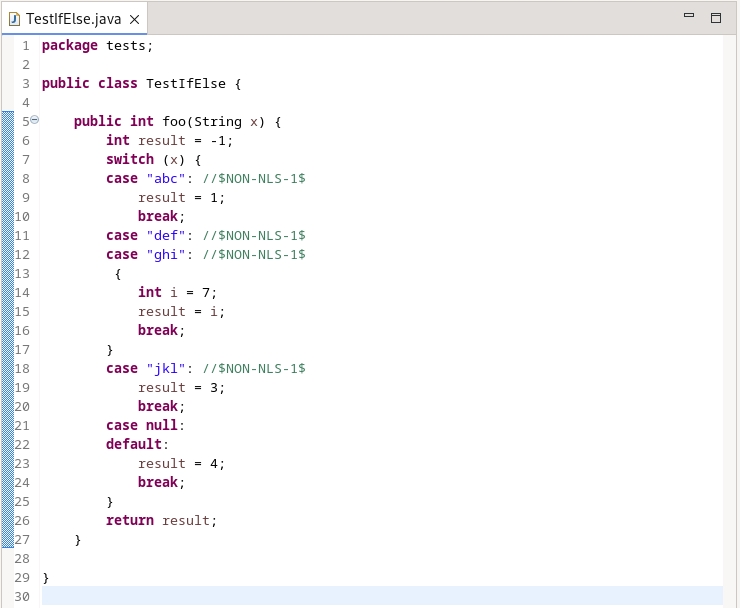 TestIfElse.java
1 package tests;
2
3 public class TestIfElse {
4
5     public int foo(String x) {
6         int result = -1;
7         switch (x) {
8         case "abc": //$NON-NLS-1$
9             result = 1;
10             break;
11         case "def": //$NON-NLS-1$
12         case "ghi": //$NON-NLS-1$
13          {
14             int i = 7;
15             result = i;
16             break;
17         }
18         case "jkl": //$NON-NLS-1$
19             result = 3;
20             break;
21         case null:
22         default:
23             result = 4;
24             break;
25         }
26         return result;
27     }
28
29 }
30